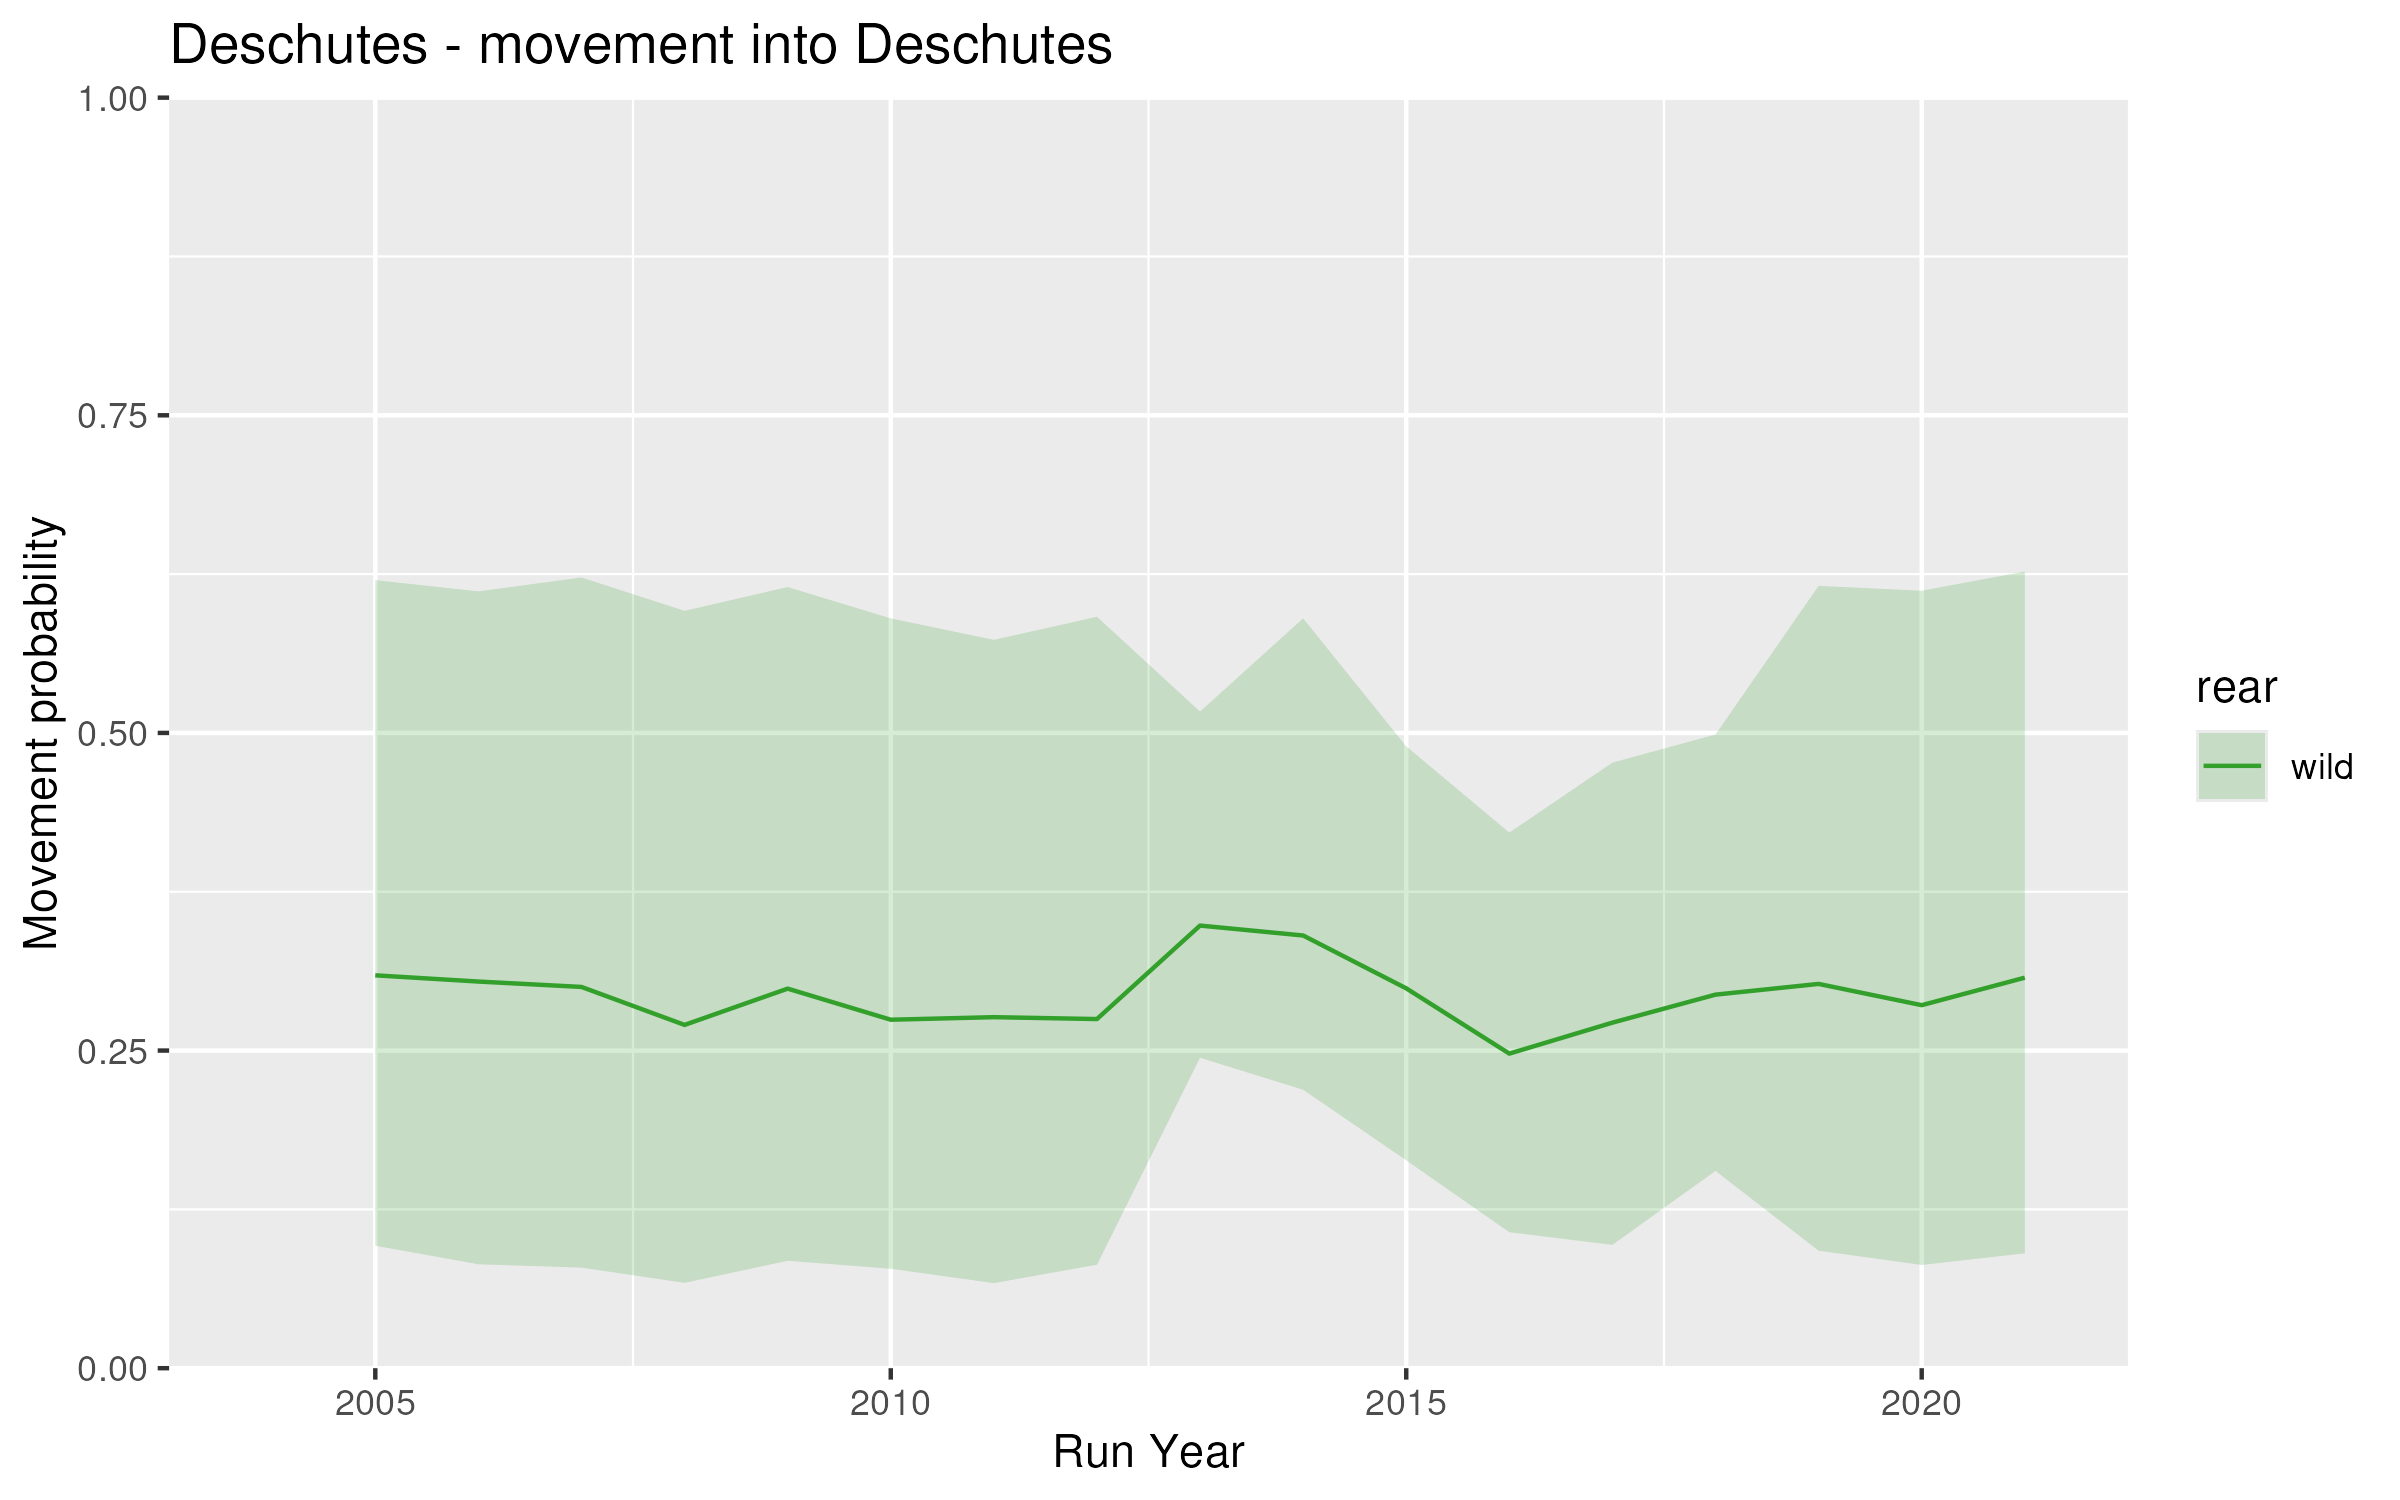 Deschutes - movement into Deschutes
Movement probability
1.00
0.75
0.50
0.25
0.00
2005 2010 2015 2020
Run Year
rear
wild